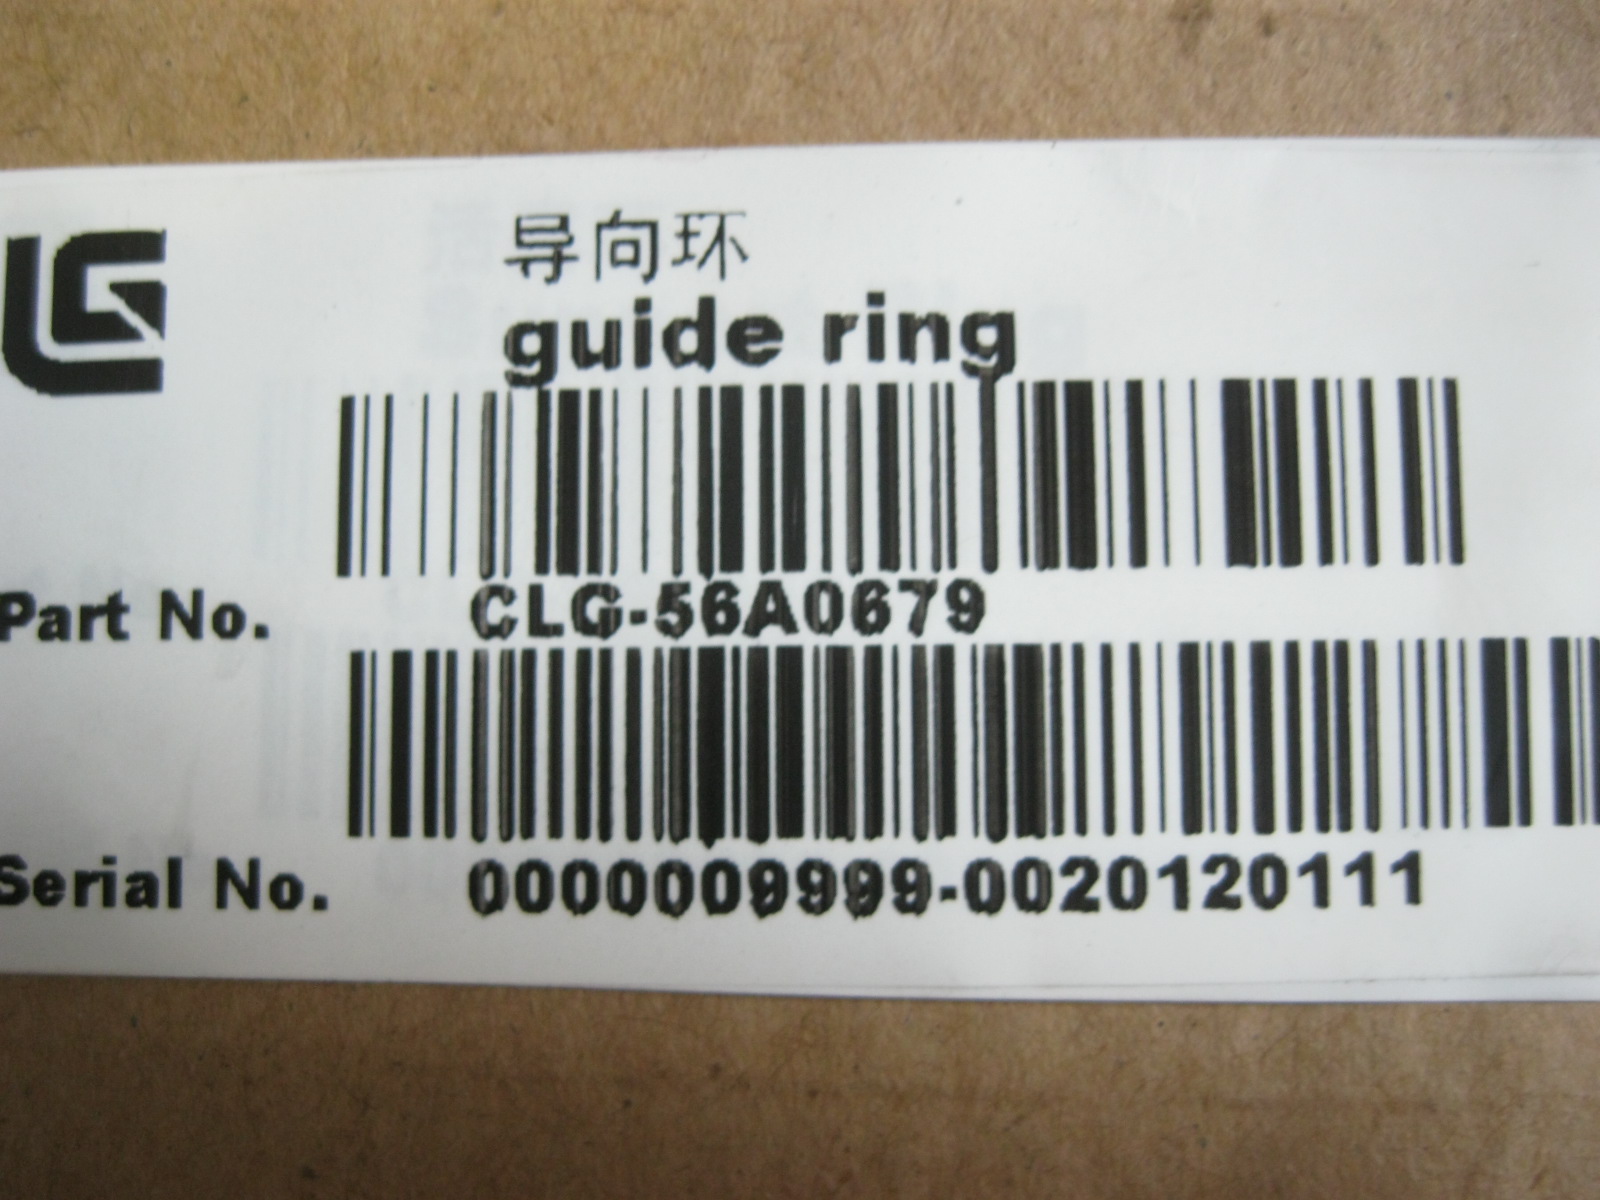 导向环
guide ring
Part No. CLG-56A0679
Serial No. 0000009999-0020120111